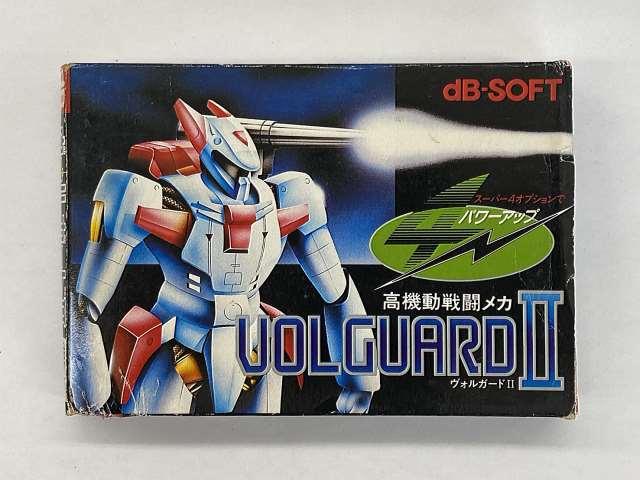 dB-SOFT
スーパー4オプションで
パワーアップ
高機動戦闘メカ
VOLGUARD II
ヴォルガードII